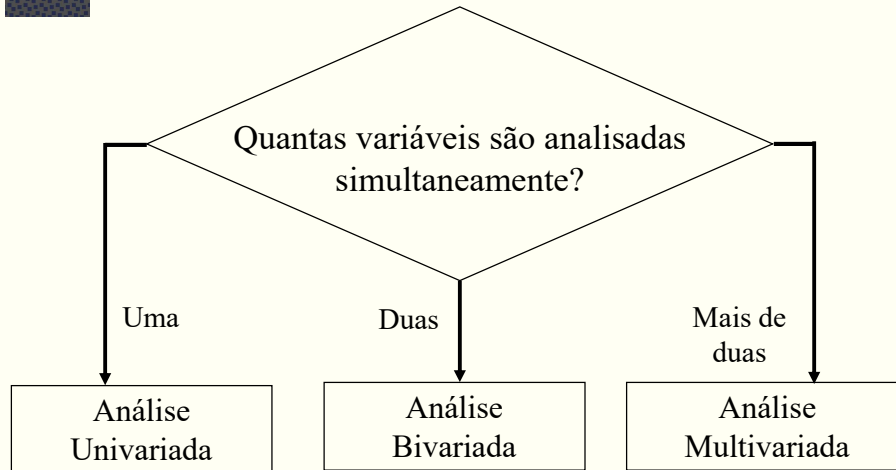 Quantas variáveis são analisadas
simultaneamente?
Uma
Duas
Mais de
duas
Análise
Univariada
Análise
Bivariada
Análise
Multivariada